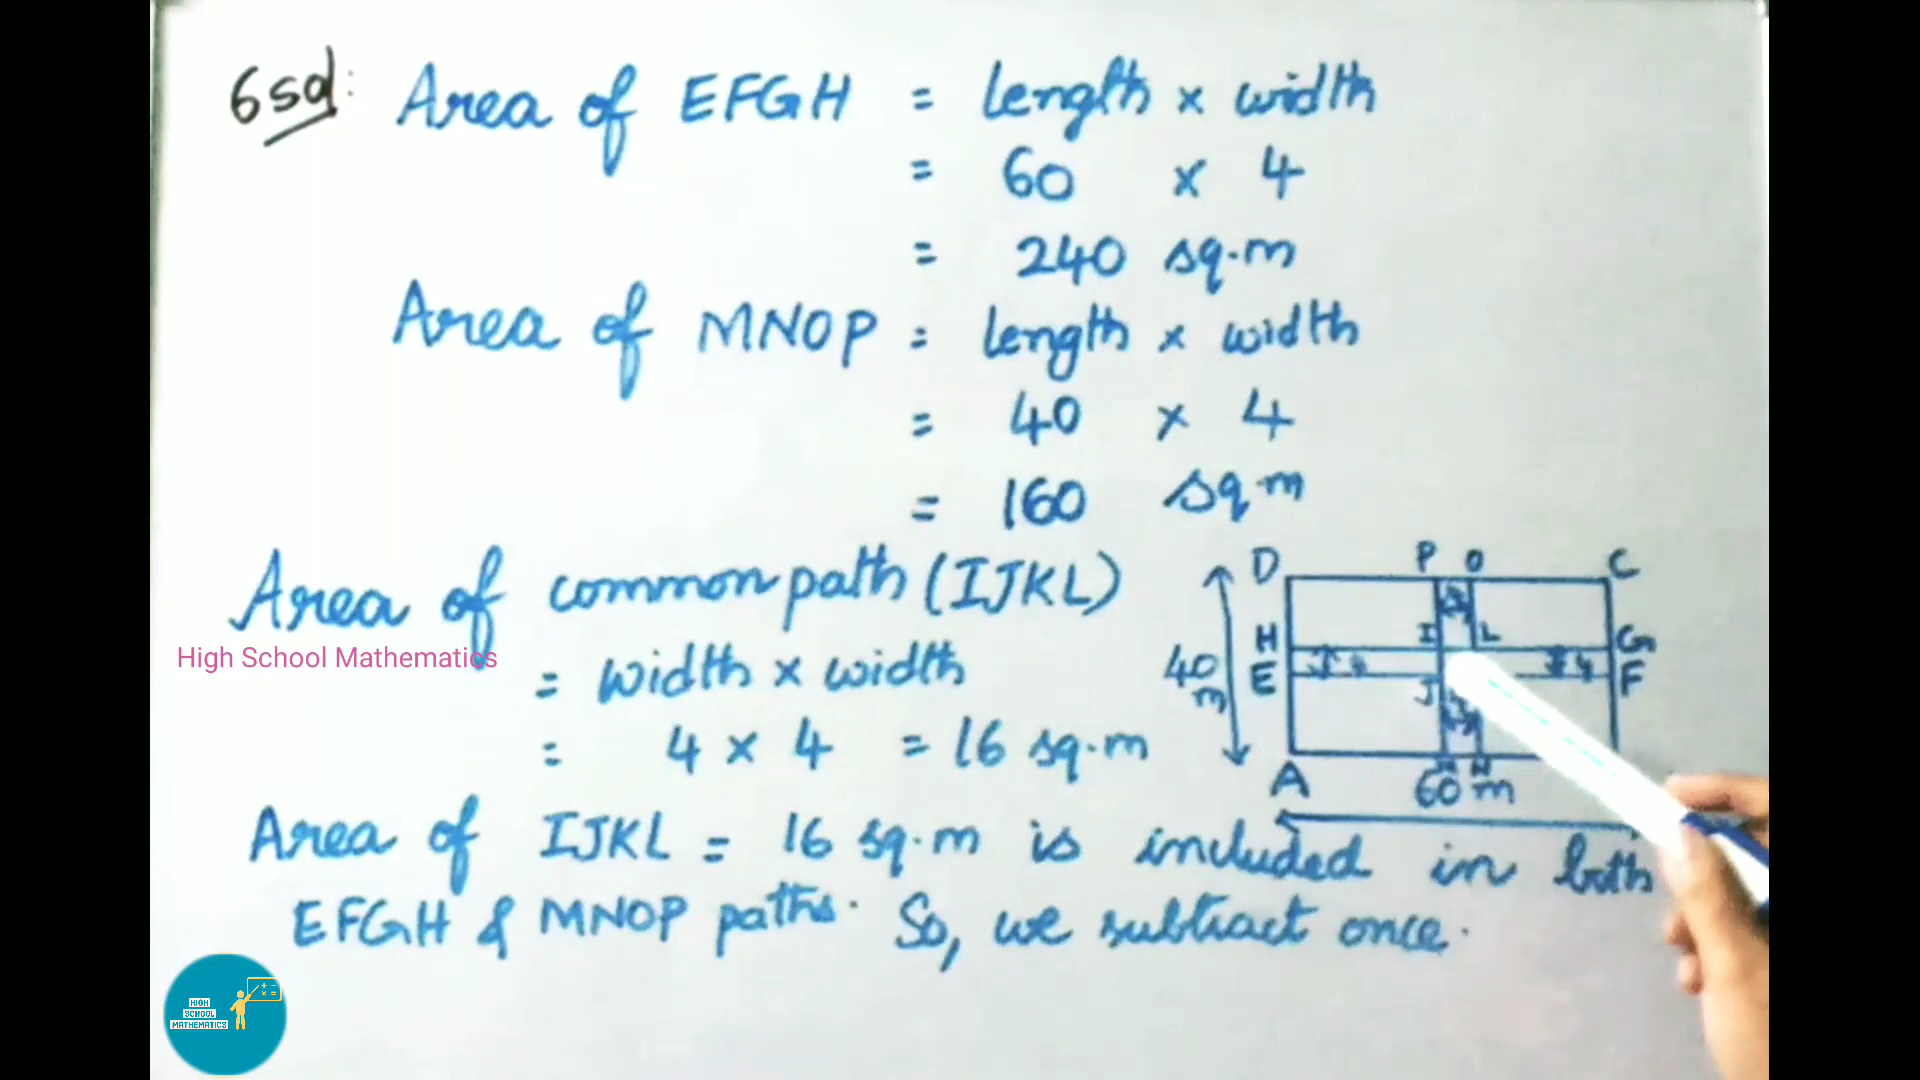 6 sol: Area of EFGH = length x width
= 60 x 4
= 240 sq.m
Area of MNOP = length x width
= 40 x 4
= 160 sq.m
Area of common path (IJKL)
= width x width
= 4 x 4 = 16 sq.m
Area of IJKL = 16 sq.m is included in both
EFGH & MNOP paths. So, we subtract once.
D P O C
H I L G
4 4
40 m
E J F
A M N
60 m
High School Mathematics
HIGH
SCHOOL
MATHEMATICS